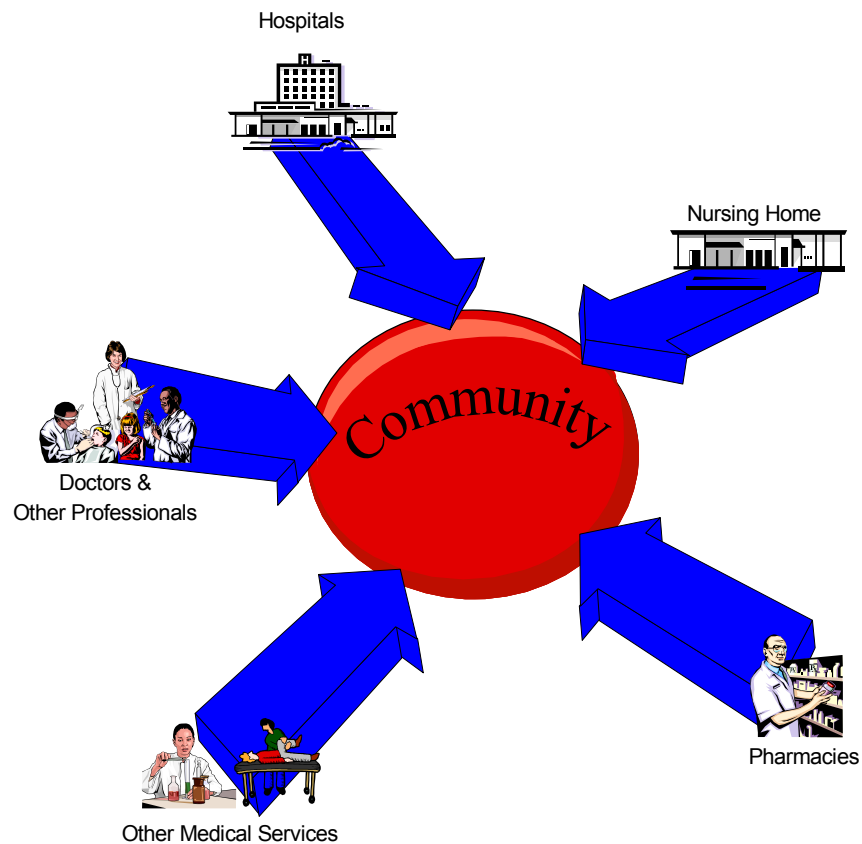 Hospitals
Nursing Home
Community
Doctors &
Other Professionals
Pharmacies
Other Medical Services